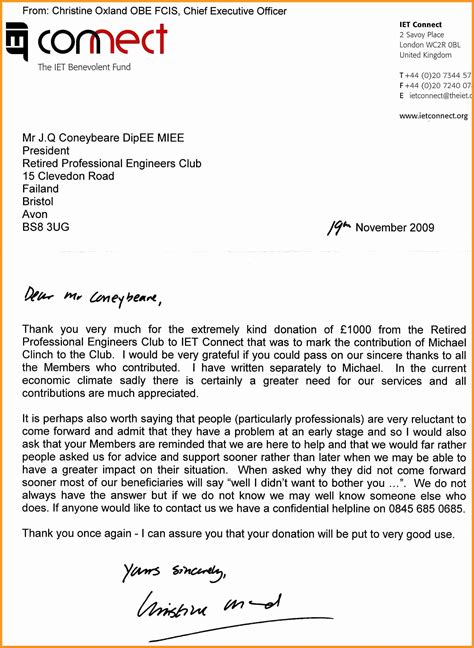 From: Christine Oxland OBE FCIS, Chief Executive Officer
IET connect
The IET Benevolent Fund
IET Connect
2 Savoy Place
London WC2R 0BL
United Kingdom
T +44 (0)20 7344 5
F +44 (0)20 7240 0
E ietconnect@theiet.
www.ietconnect.org
Mr J.Q Coneybeare DipEE MIEE
President
Retired Professional Engineers Club
15 Clevedon Road
Failand
Bristol
Avon
BS8 3UG
19th November 2009
Dear Mr Coneybeare,
Thank you very much for the extremely kind donation of £1000 from the Retired
Professional Engineers Club to IET Connect that was to mark the contribution of Michael
Clinch to the Club. I would be very grateful if you could pass on our sincere thanks to all
the Members who contributed. I have written separately to Michael. In the current
economic climate sadly there is certainly a greater need for our services and all
contributions are much appreciated.
It is perhaps also worth saying that people (particularly professionals) are very reluctant to
come forward and admit that they have a problem at an early stage and so I would also
ask that your Members are reminded that we are here to help and that we would far rather
people asked us for advice and support sooner rather than later when we may be able to
have a greater impact on their situation. When asked why they did not come forward
sooner most of our beneficiaries will say “well I didn’t want to bother you …”. We do not
always have the answer but if we do not know we may well know someone else who
does. If anyone would like to contact us we have a confidential helpline on 0845 685 0685.
Thank you once again - I can assure you that your donation will be put to very good use.
Yours sincerely,
Christine